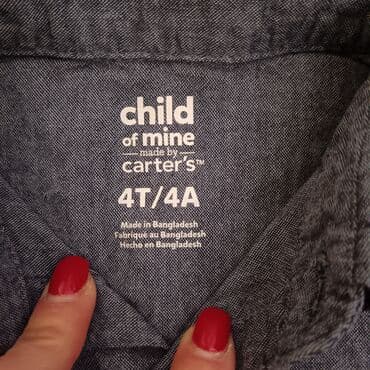 child
of mine
made by
carter's™
4T/4A
Made in Bangladesh
Fabriqué au Bangladesh
Hecho en Bangladesh